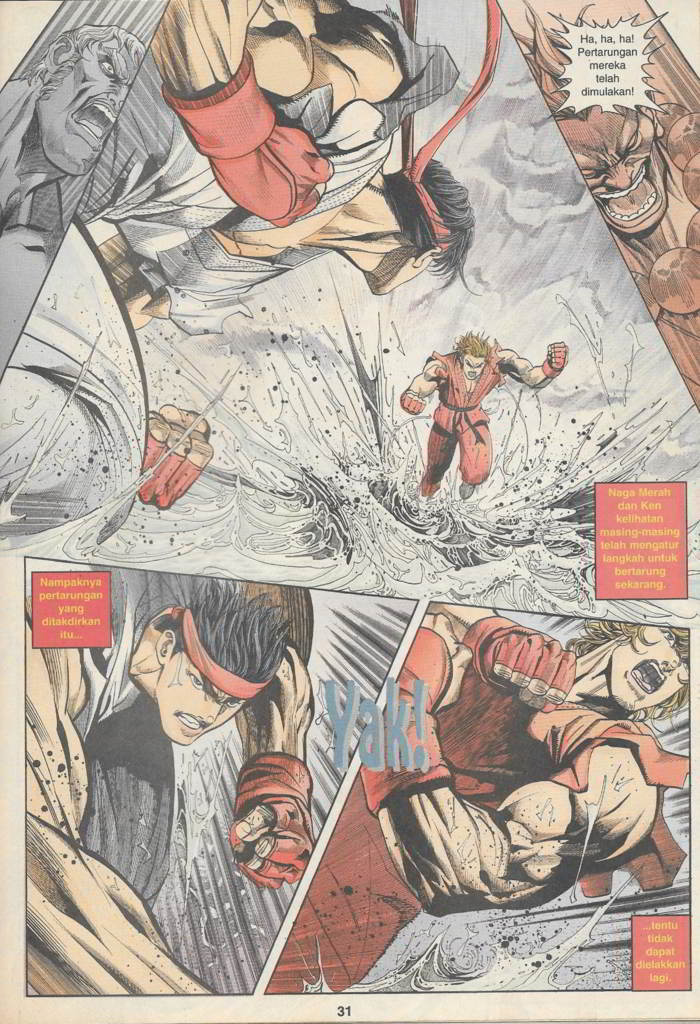 Ha, ha, ha!
Pertarungan
mereka
telah
dimulakan!
Naga Merah
dan Ken
kelihatan
masing-masing
telah mengatur
langkah untuk
bertarung
sekarang.
Nampaknya
pertarungan
yang
ditakdirkan
itu...
Yak!
...tentu
tidak
dapat
dielakkan
lagi.
31